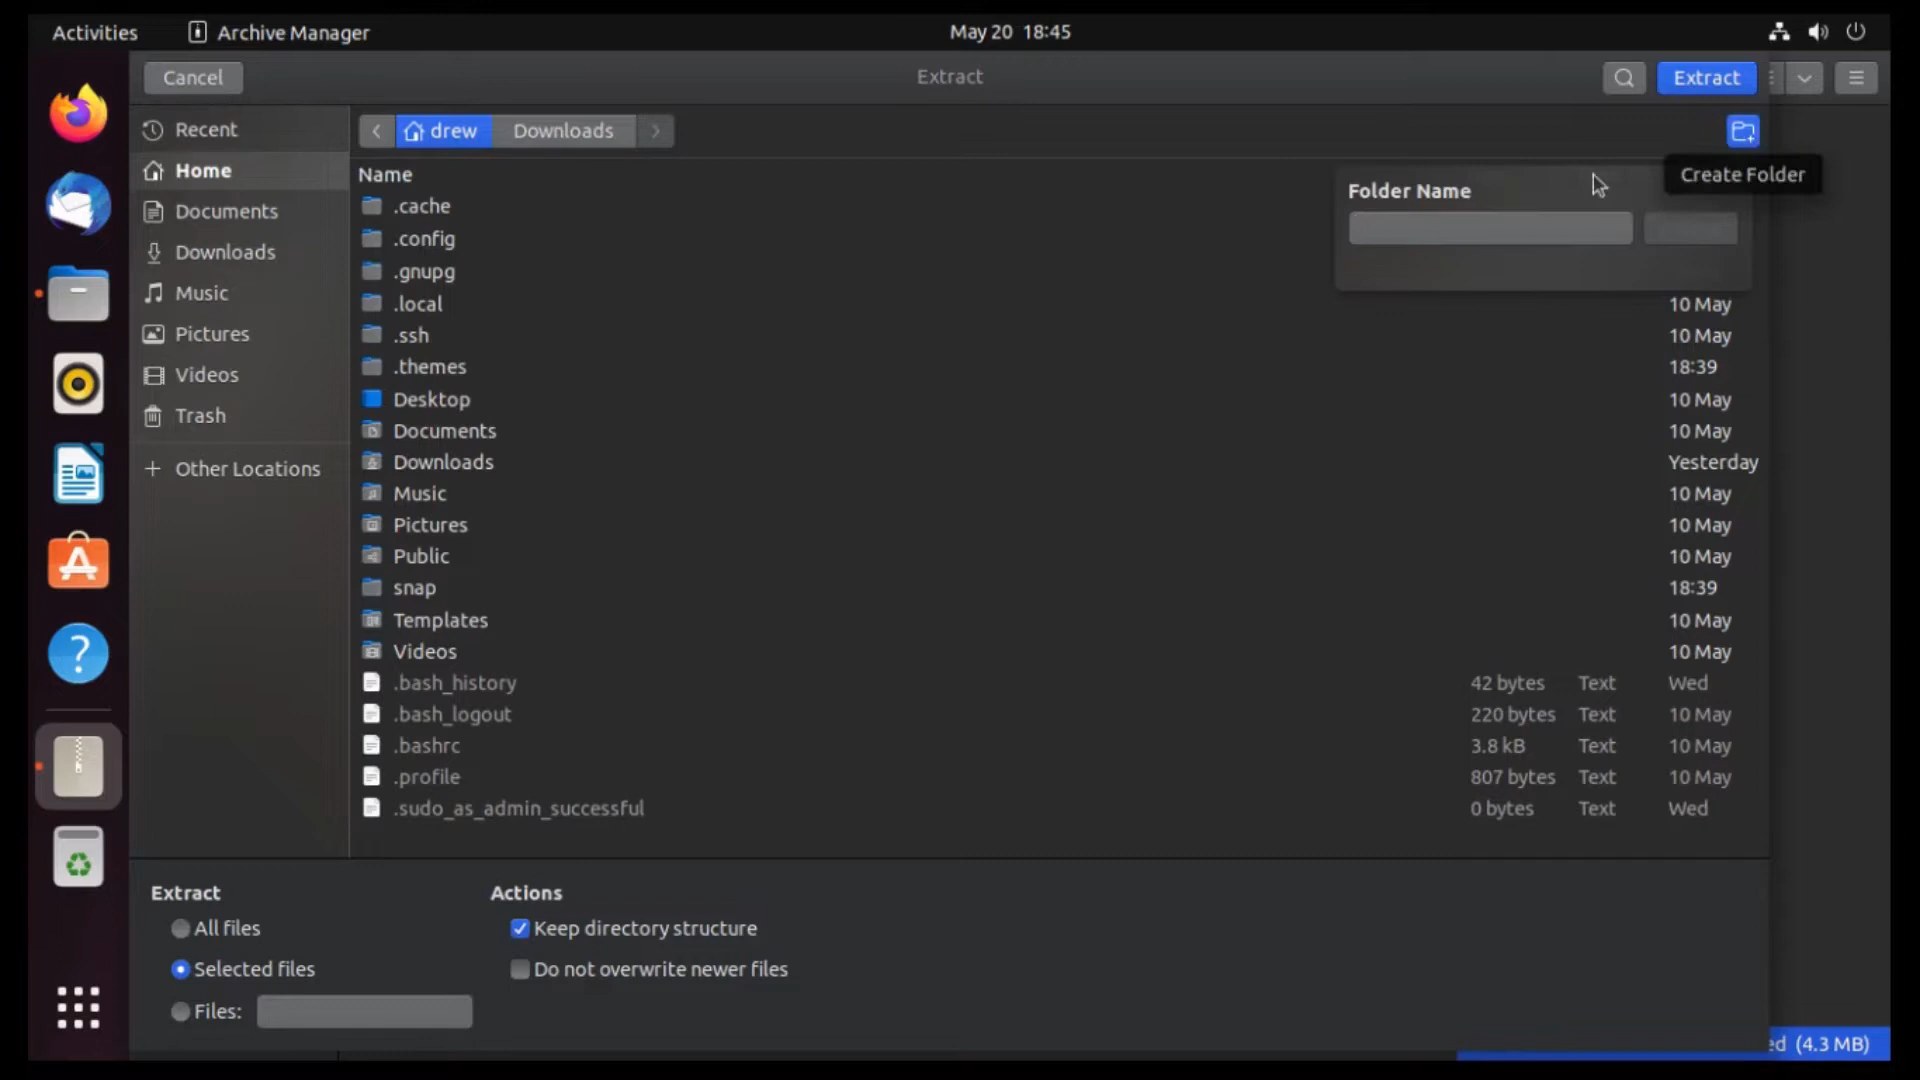 Activities Archive Manager May 20 18:45
Cancel Extract Extract
Recent
Home
Documents
Downloads
Music
Pictures
Videos
Trash
Other Locations
drew Downloads
Create Folder
Folder Name
Name
.cache
.config
.gnupg
.local 10 May
.ssh 10 May
.themes 18:39
Desktop 10 May
Documents 10 May
Downloads Yesterday
Music 10 May
Pictures 10 May
Public 10 May
snap 18:39
Templates 10 May
Videos 10 May
.bash_history 42 bytes Text Wed
.bash_logout 220 bytes Text 10 May
.bashrc 3.8 kB Text 10 May
.profile 807 bytes Text 10 May
.sudo_as_admin_successful 0 bytes Text Wed
Extract Actions
All files Keep directory structure
Selected files Do not overwrite newer files
Files:
ed (4.3 MB)